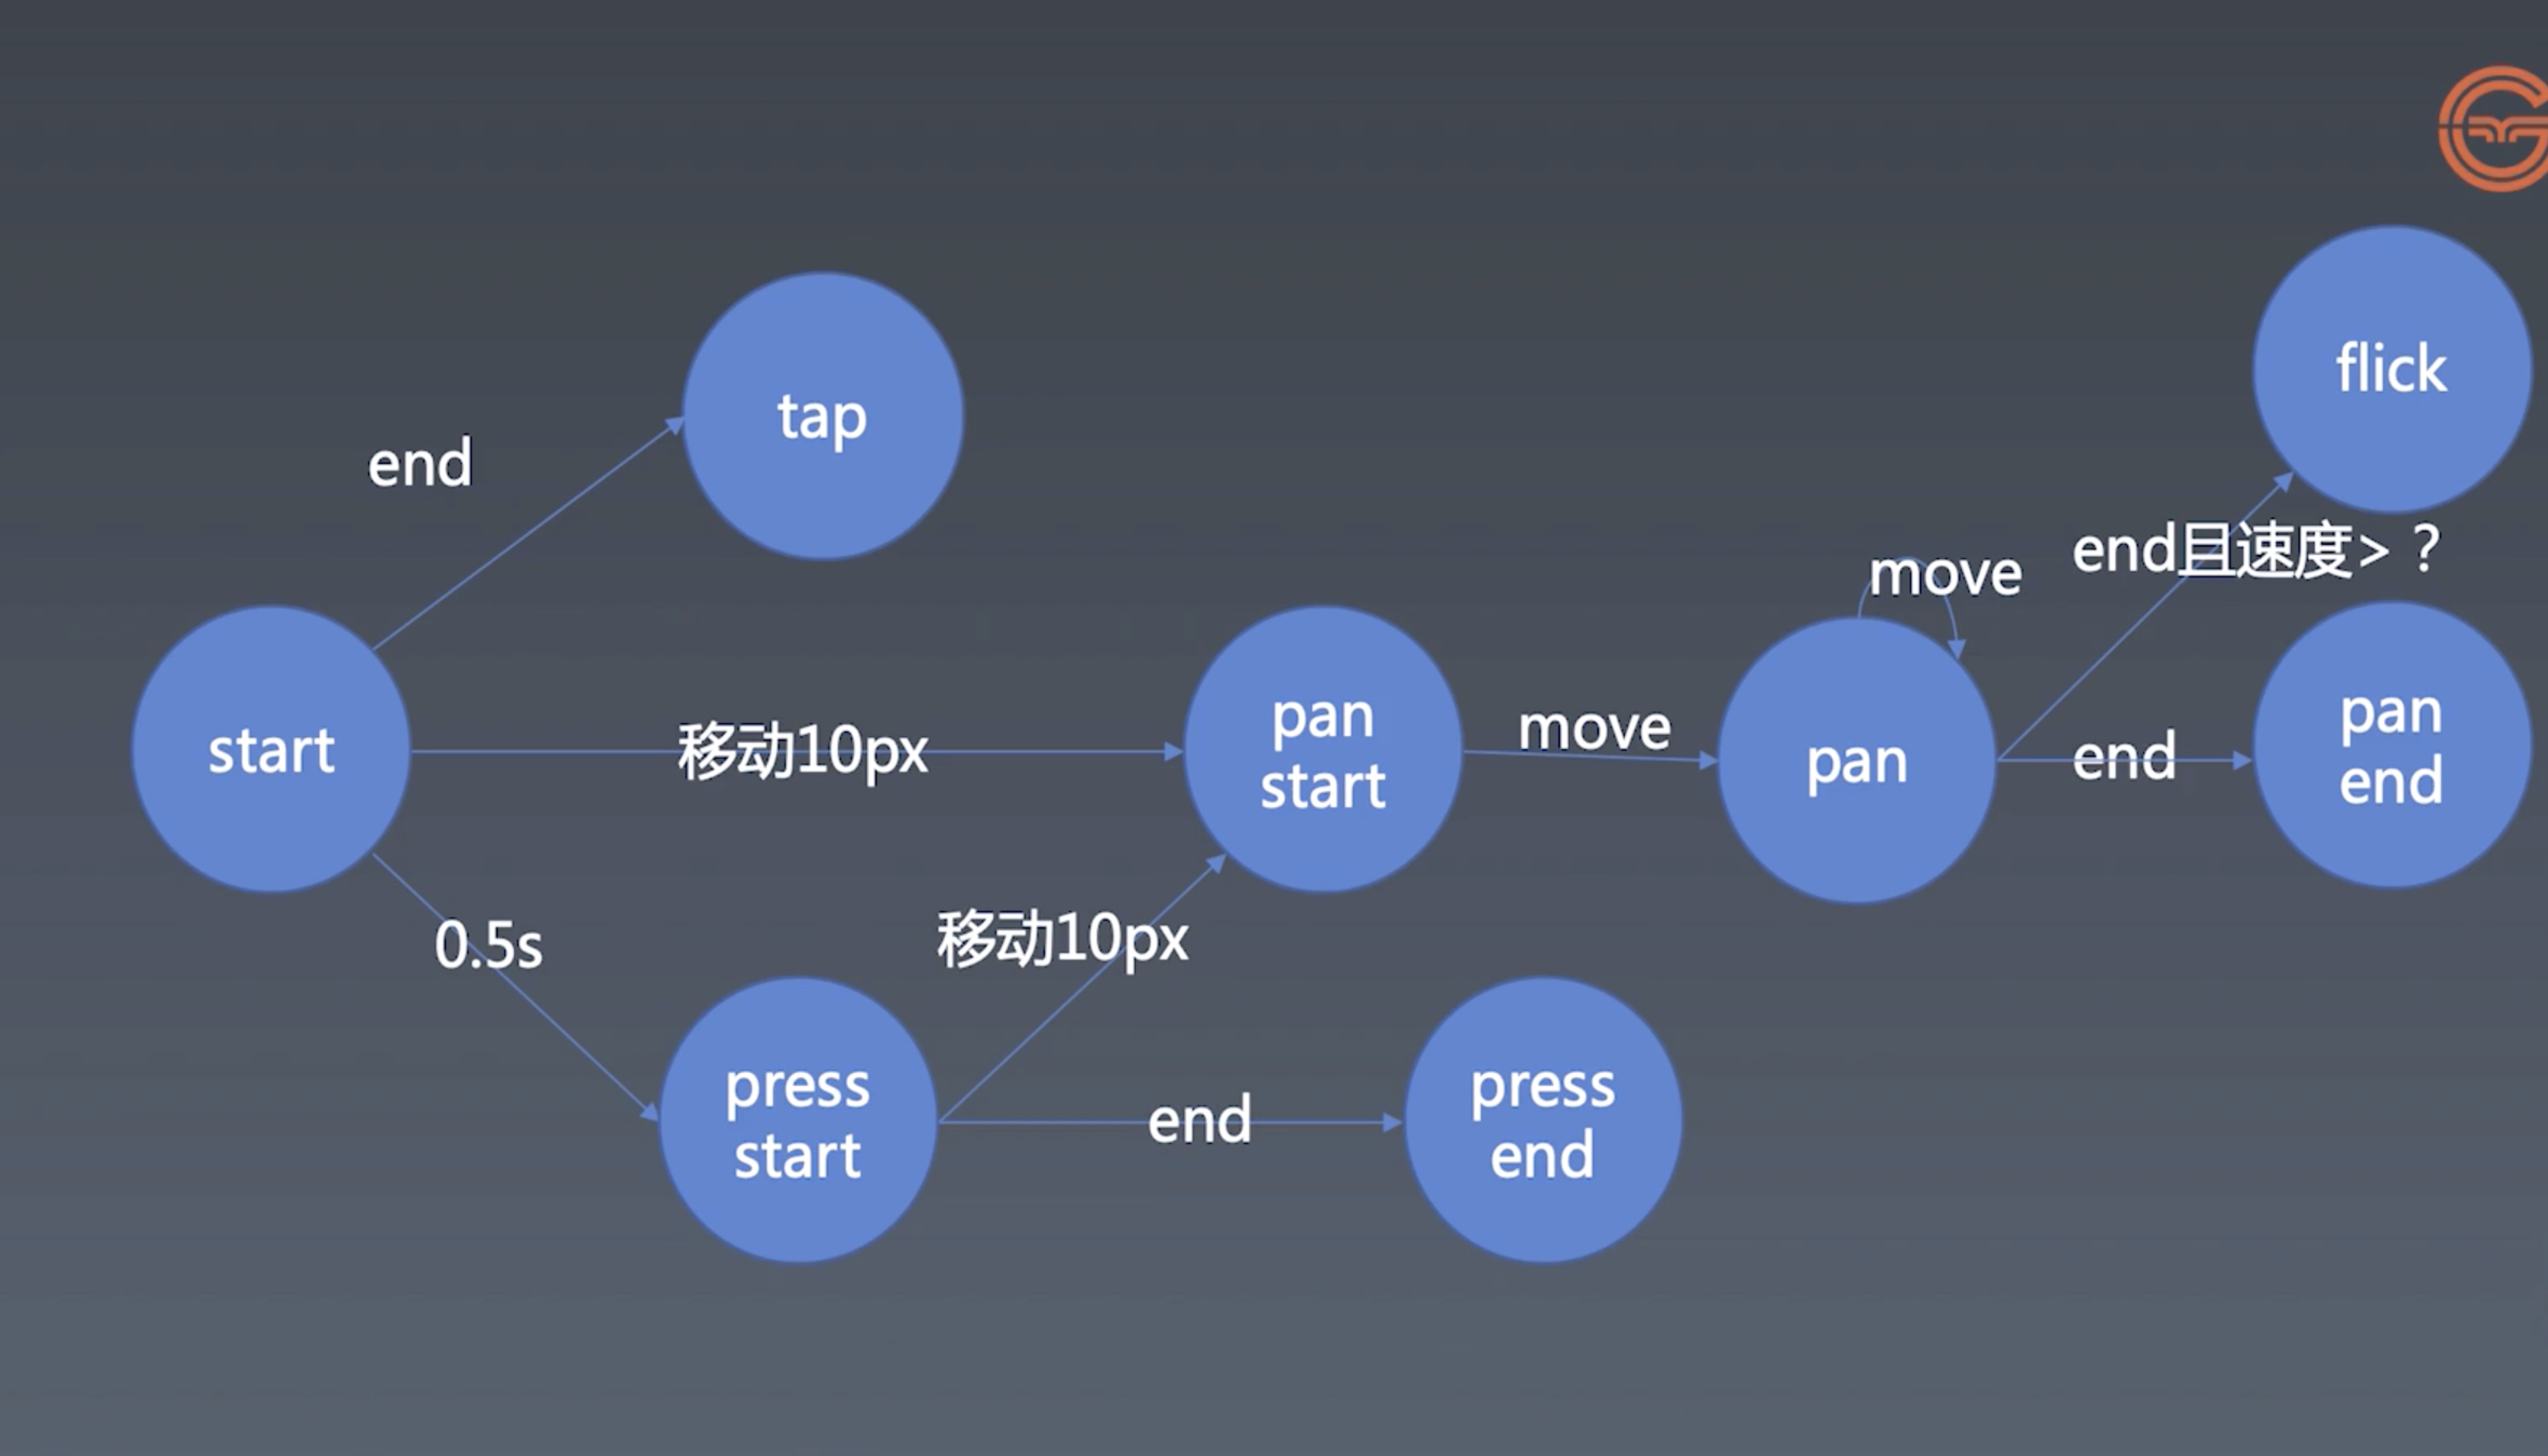 flick
tap
end
end且速度>？
move
start
移动10px
pan
start
move
pan
end
pan
end
0.5s
移动10px
press
start
end
press
end